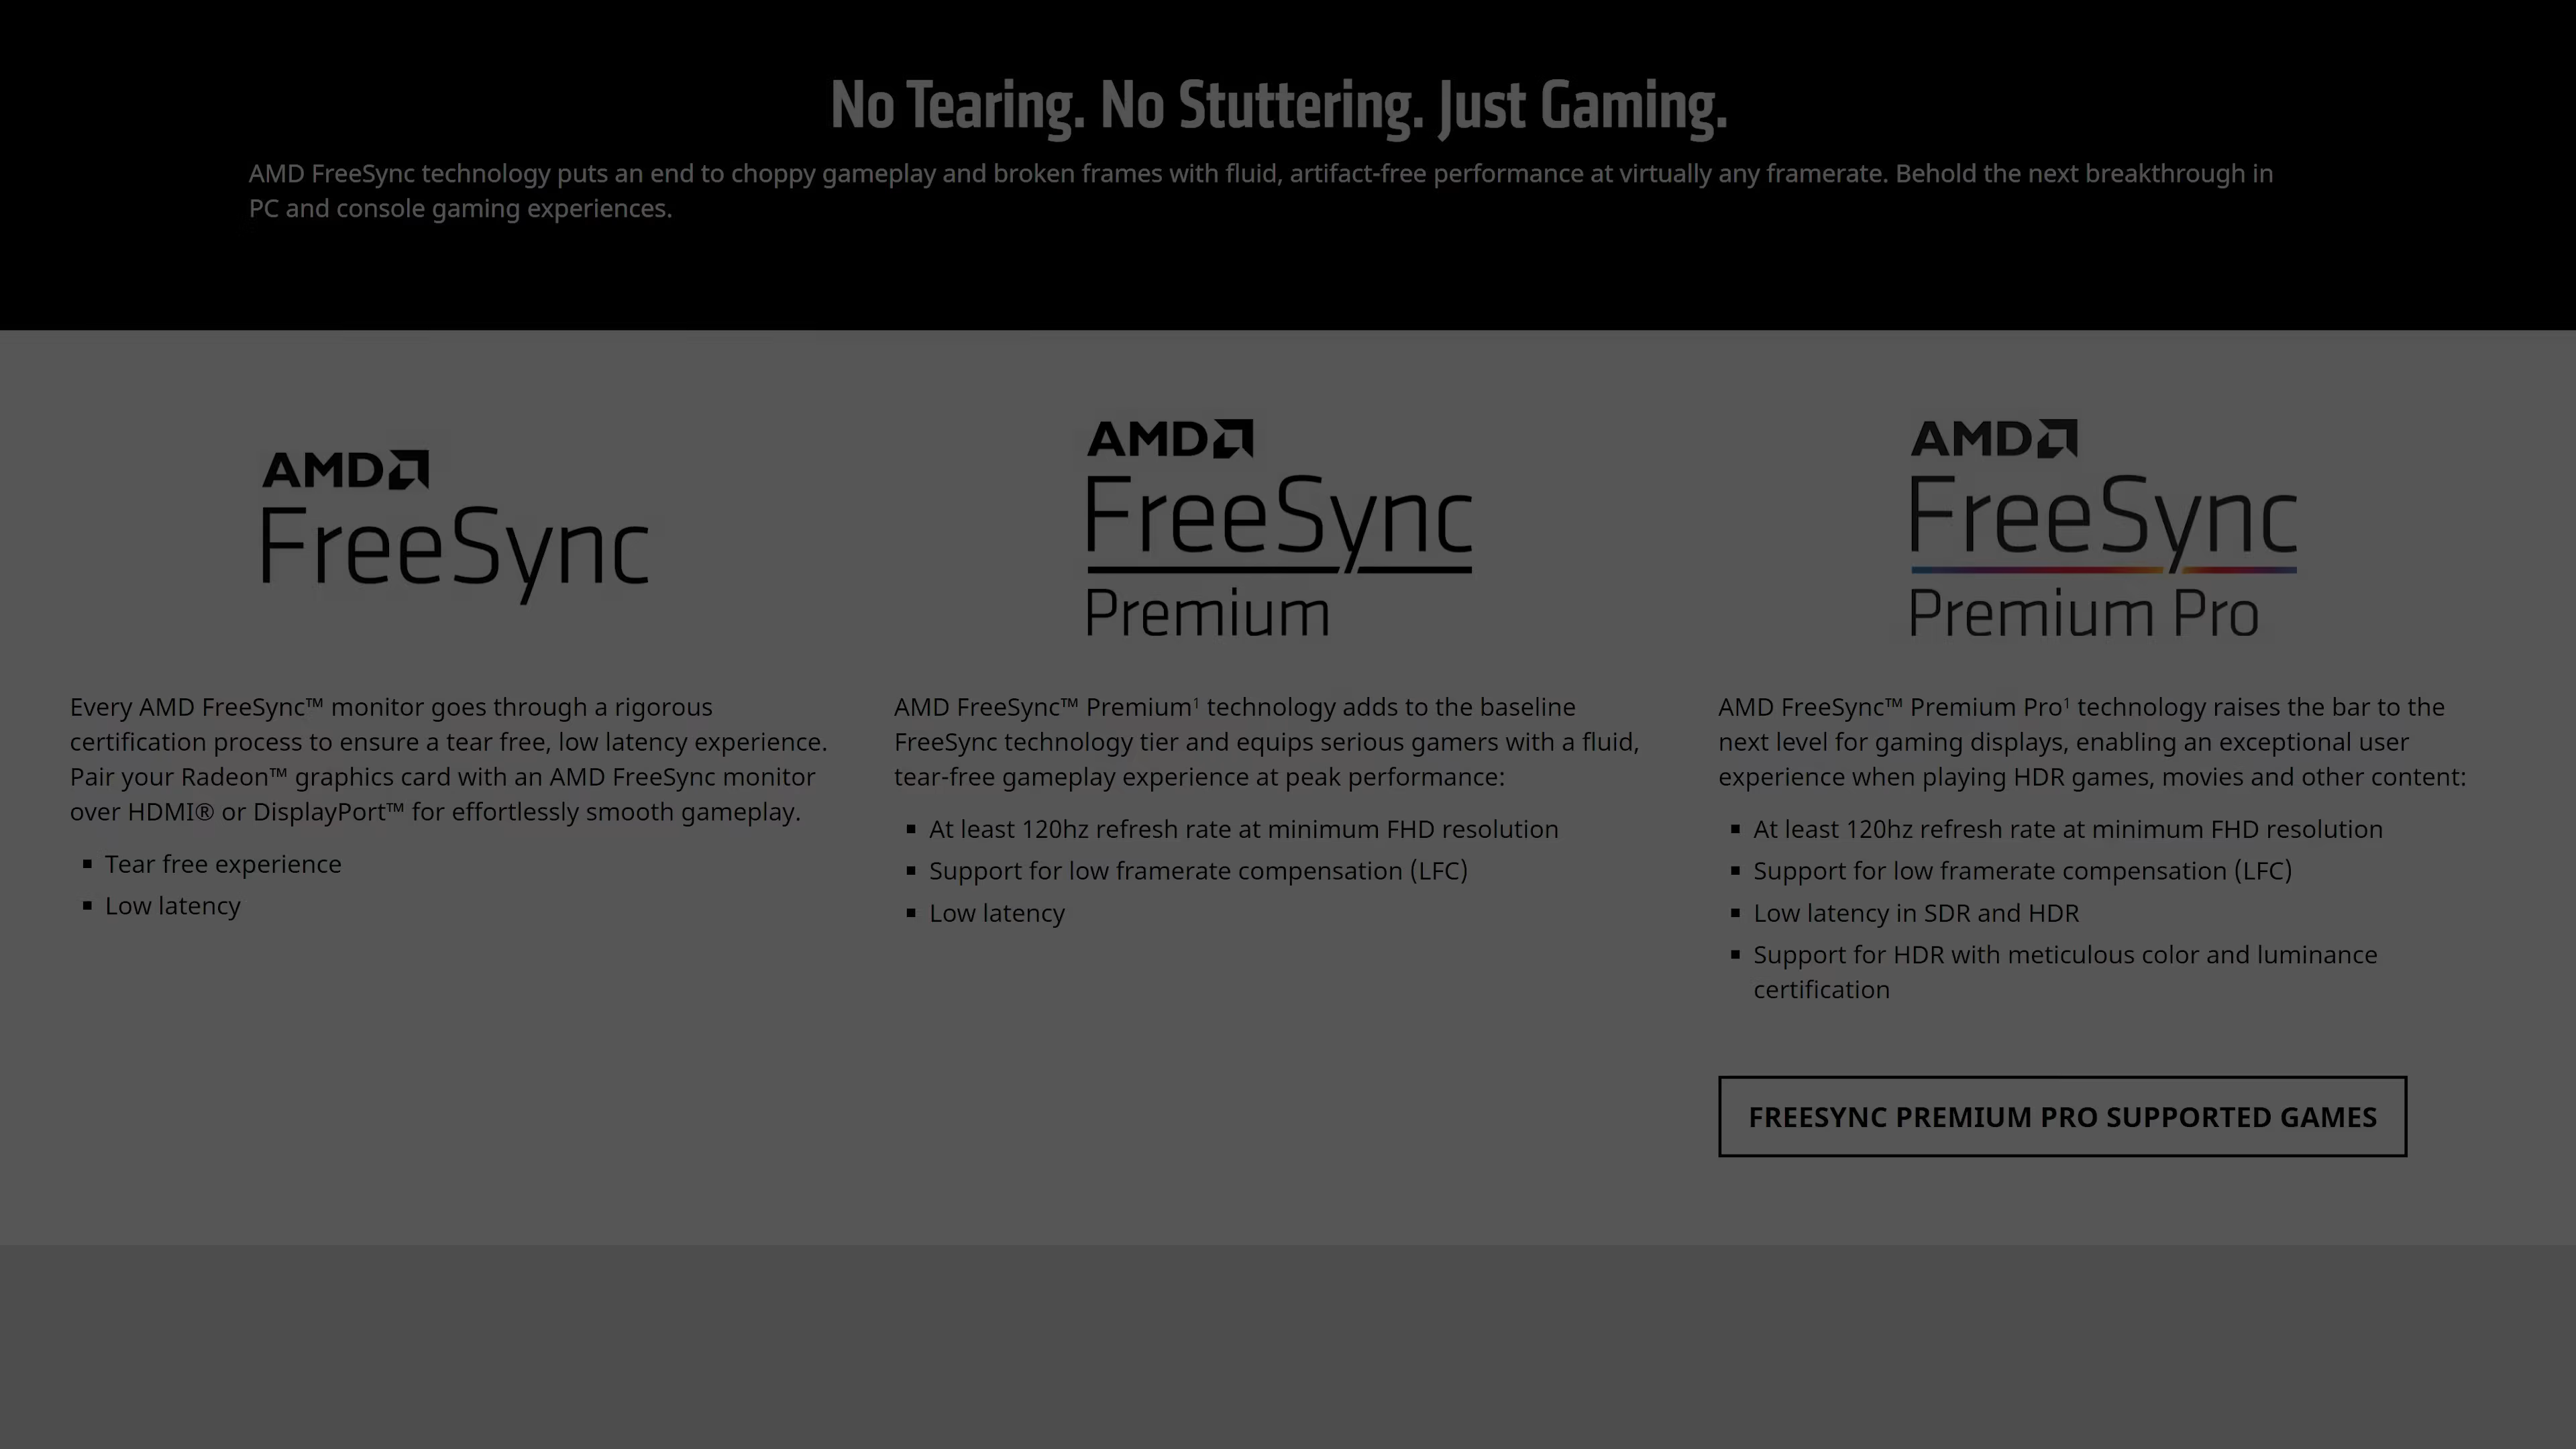 No Tearing. No Stuttering. Just Gaming.
AMD FreeSync technology puts an end to choppy gameplay and broken frames with fluid, artifact-free performance at virtually any framerate. Behold the next breakthrough in
PC and console gaming experiences.
AMD
FreeSync
Every AMD FreeSync™ monitor goes through a rigorous
certification process to ensure a tear free, low latency experience.
Pair your Radeon™ graphics card with an AMD FreeSync monitor
over HDMI® or DisplayPort™ for effortlessly smooth gameplay.
▪ Tear free experience
▪ Low latency
AMD
FreeSync
Premium
AMD FreeSync™ Premium¹ technology adds to the baseline
FreeSync technology tier and equips serious gamers with a fluid,
tear-free gameplay experience at peak performance:
▪ At least 120hz refresh rate at minimum FHD resolution
▪ Support for low framerate compensation (LFC)
▪ Low latency
AMD
FreeSync
Premium Pro
AMD FreeSync™ Premium Pro¹ technology raises the bar to the
next level for gaming displays, enabling an exceptional user
experience when playing HDR games, movies and other content:
▪ At least 120hz refresh rate at minimum FHD resolution
▪ Support for low framerate compensation (LFC)
▪ Low latency in SDR and HDR
▪ Support for HDR with meticulous color and luminance
certification
FREESYNC PREMIUM PRO SUPPORTED GAMES